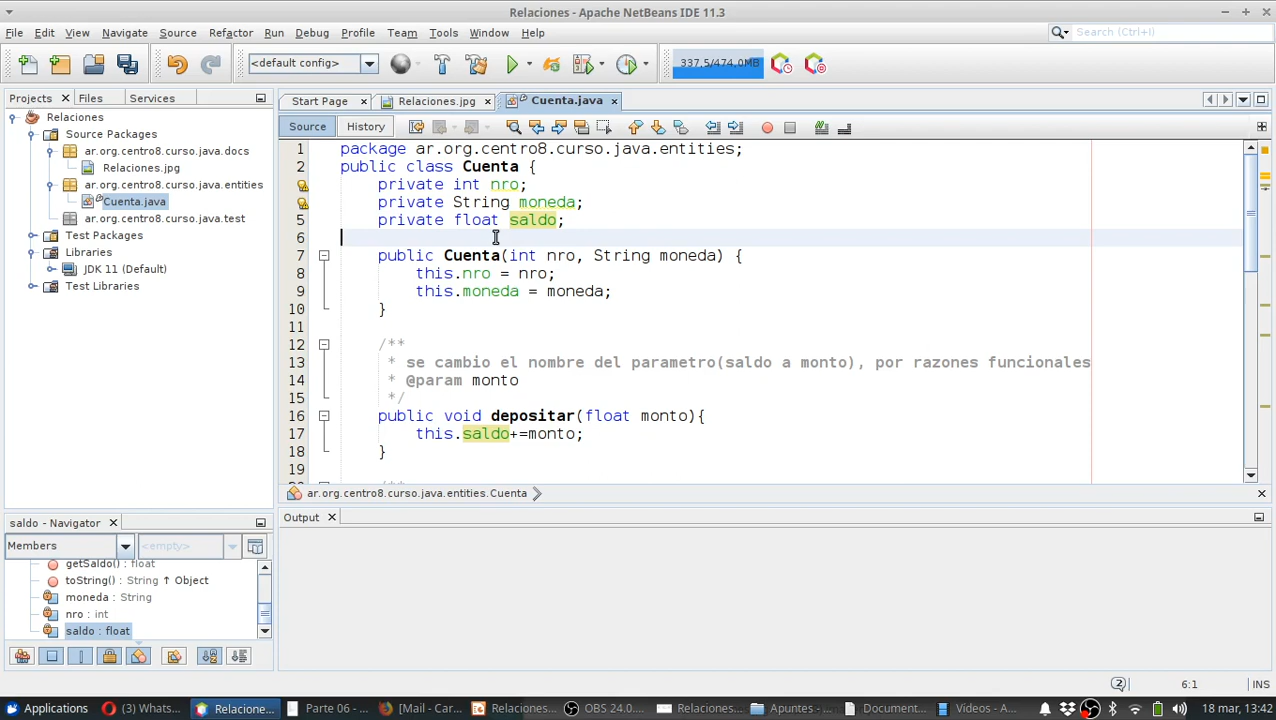 Relaciones - Apache NetBeans IDE 11.3
File Edit View Navigate Source Refactor Run Debug Profile Team Tools Window Help
Search (Ctrl+I)
<default config>
337,5/474,0MB
Projects Files Services
Start Page Relaciones.jpg Cuenta.java
Source History
Relaciones
Source Packages
ar.org.centro8.curso.java.docs
Relaciones.jpg
ar.org.centro8.curso.java.entities
Cuenta.java
ar.org.centro8.curso.java.test
Test Packages
Libraries
JDK 11 (Default)
Test Libraries
1 package ar.org.centro8.curso.java.entities;
2 public class Cuenta {
private int nro;
private String moneda;
5 private float saldo;
6
7 public Cuenta(int nro, String moneda) {
8 this.nro = nro;
9 this.moneda = moneda;
10 }
11
12 /**
13 * se cambio el nombre del parametro(saldo a monto), por razones funcionales
14 * @param monto
15 */
16 public void depositar(float monto){
17 this.saldo+=monto;
18 }
19
ar.org.centro8.curso.java.entities.Cuenta
saldo - Navigator
Members
<empty>
getSaldo() : float
toString() : String ↑ Object
moneda : String
nro : int
saldo : float
Output
2
6:1
INS
Applications (3) Whats... Relacione... Parte 06 -... [Mail - Car... Relaciones... OBS 24.0.... Relaciones... Apuntes - ... Document... Videos - A... 18 mar, 13:42